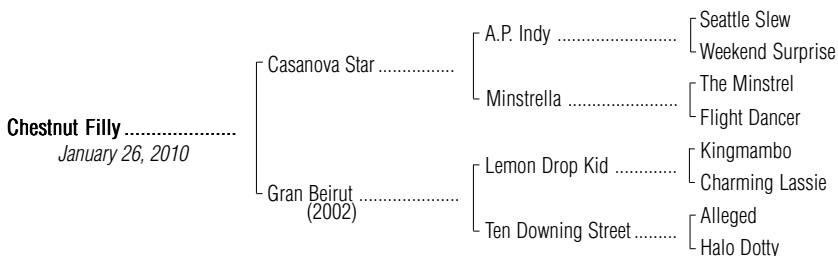 Seattle Slew
A.P. Indy ..............................
Weekend Surprise
Casanova Star ...................
The Minstrel
Minstrella ...........................
Flight Dancer
Chestnut Filly ......................
January 26, 2010
Kingmambo
Lemon Drop Kid ...............
Charming Lassie
Gran Beirut .........................
(2002)
Alleged
Ten Downing Street ..........
Halo Dotty